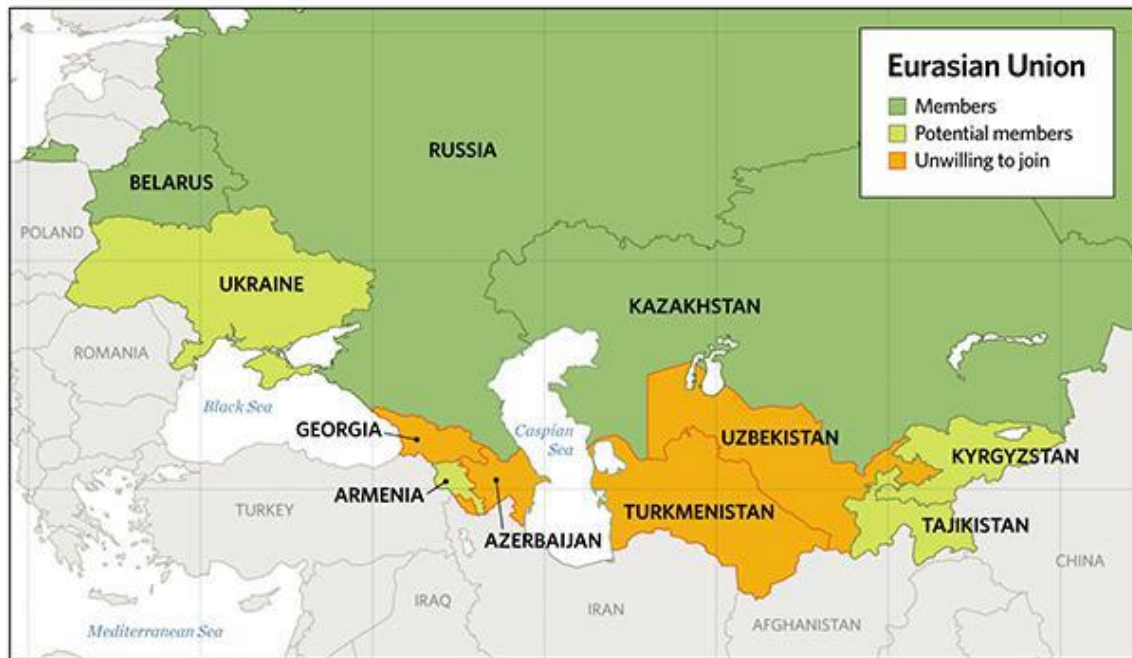 Eurasian Union
Members
Potential members
Unwilling to join
RUSSIA
BELARUS
POLAND
UKRAINE
KAZAKHSTAN
ROMANIA
Black Sea
GEORGIA
Caspian
Sea
UZBEKISTAN
KYRGYZSTAN
ARMENIA
TURKEY
TURKMENISTAN
TAJIKISTAN
AZERBAIJAN
CHINA
IRAQ
IRAN
AFGHANISTAN
Mediterranean Sea